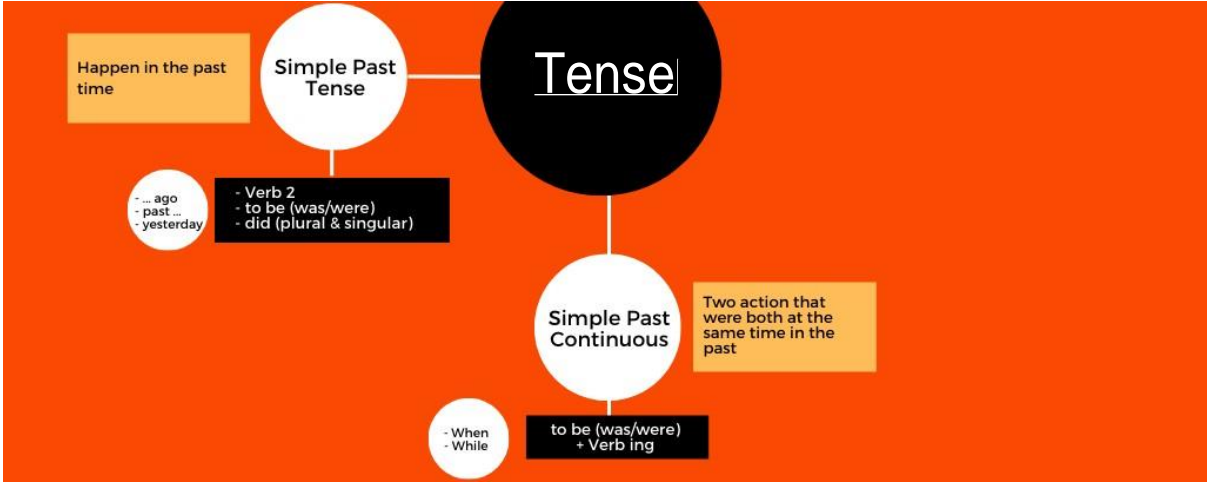 Tense
Happen in the past
time
Simple Past
Tense
- ... ago
- past ...
- yesterday
- Verb 2
- to be (was/were)
- did (plural & singular)
Simple Past
Continuous
Two action that
were both at the
same time in the
past
- When
- While
to be (was/were)
+ Verb ing